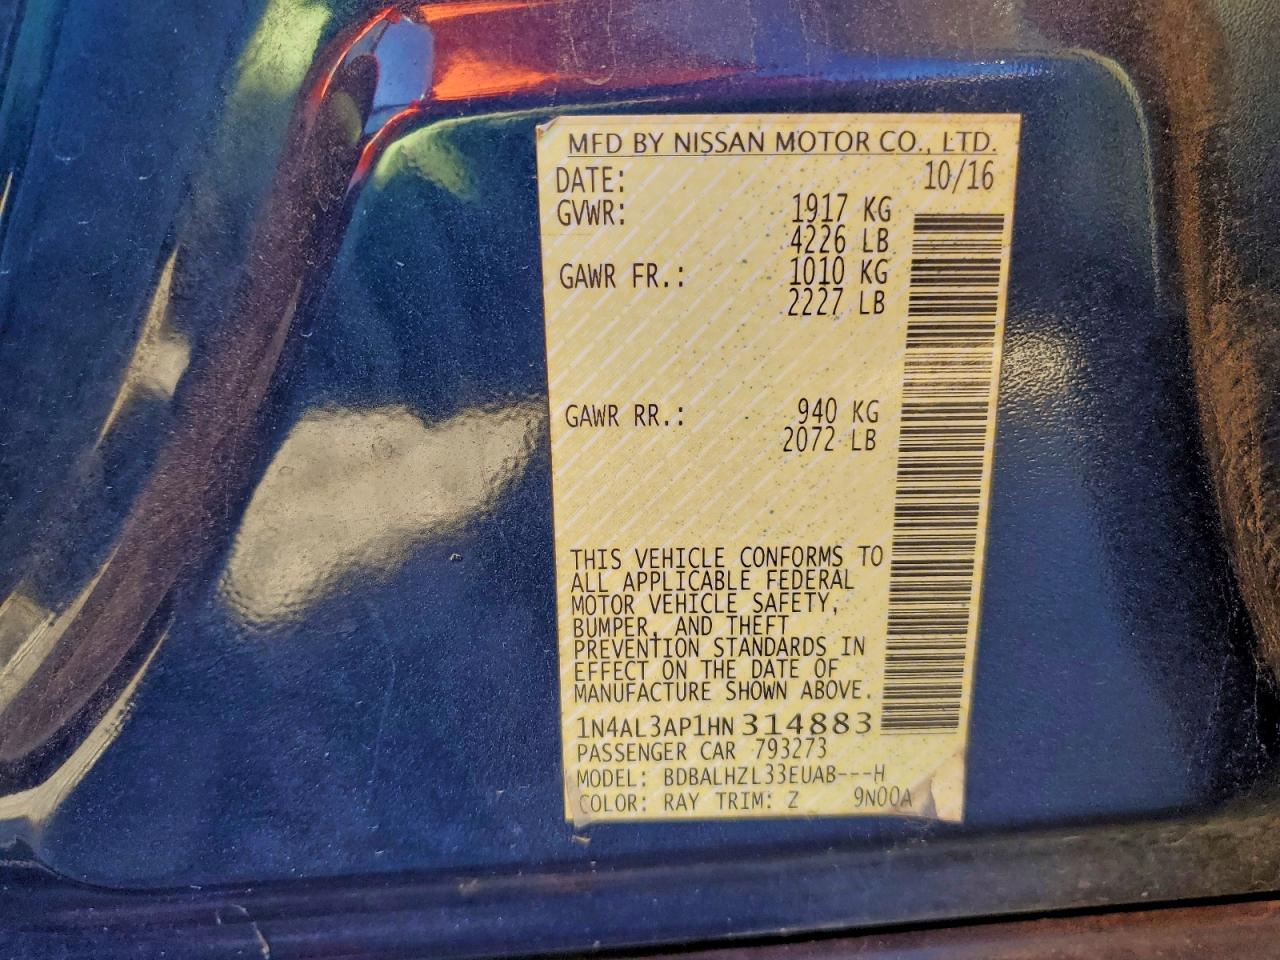 MFD BY NISSAN MOTOR CO., LTD.
DATE: 10/16
GVWR: 1917 KG
4226 LB
GAWR FR.: 1010 KG
2227 LB
GAWR RR.: 940 KG
2072 LB
THIS VEHICLE CONFORMS TO
ALL APPLICABLE FEDERAL
MOTOR VEHICLE SAFETY,
BUMPER, AND THEFT
PREVENTION STANDARDS IN
EFFECT ON THE DATE OF
MANUFACTURE SHOWN ABOVE.
1N4AL3AP1HN314883
PASSENGER CAR 793273
MODEL: BDBALHZL33EUAB---H
COLOR: RAY TRIM: Z 9N00A